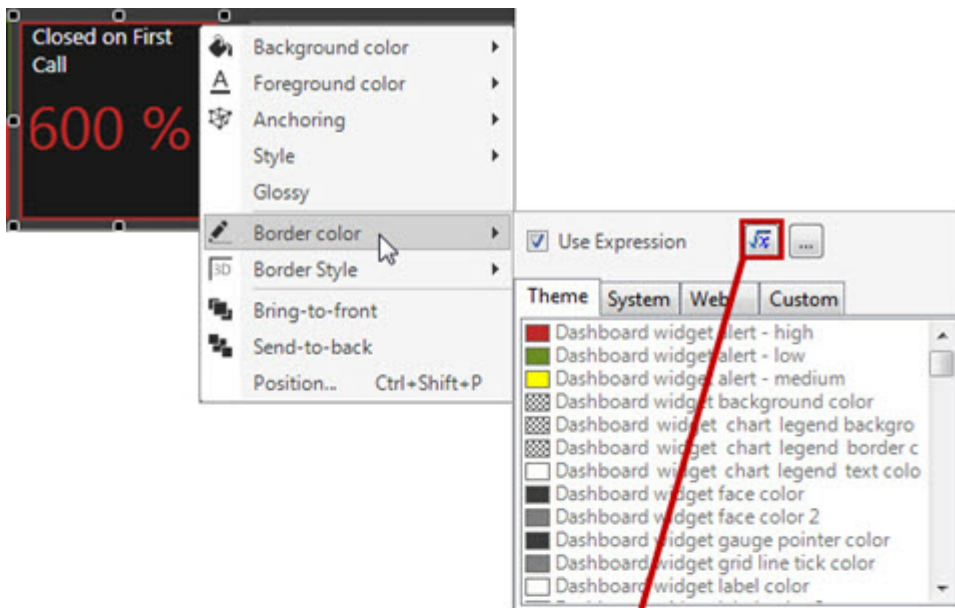 Closed on First
Call
600 %
Background color
A Foreground color
Anchoring
Style
Glossy
Border color
3D Border Style
Bring-to-front
Send-to-back
Position... Ctrl+Shift+P
Use Expression √x ...
Theme System Web Custom
Dashboard widget alert - high
Dashboard widget alert - low
Dashboard widget alert - medium
Dashboard widget background color
Dashboard widget chart legend backgro
Dashboard widget chart legend border c
Dashboard widget chart legend text colo
Dashboard widget face color
Dashboard widget face color 2
Dashboard widget gauge pointer color
Dashboard widget grid line tick color
Dashboard widget label color